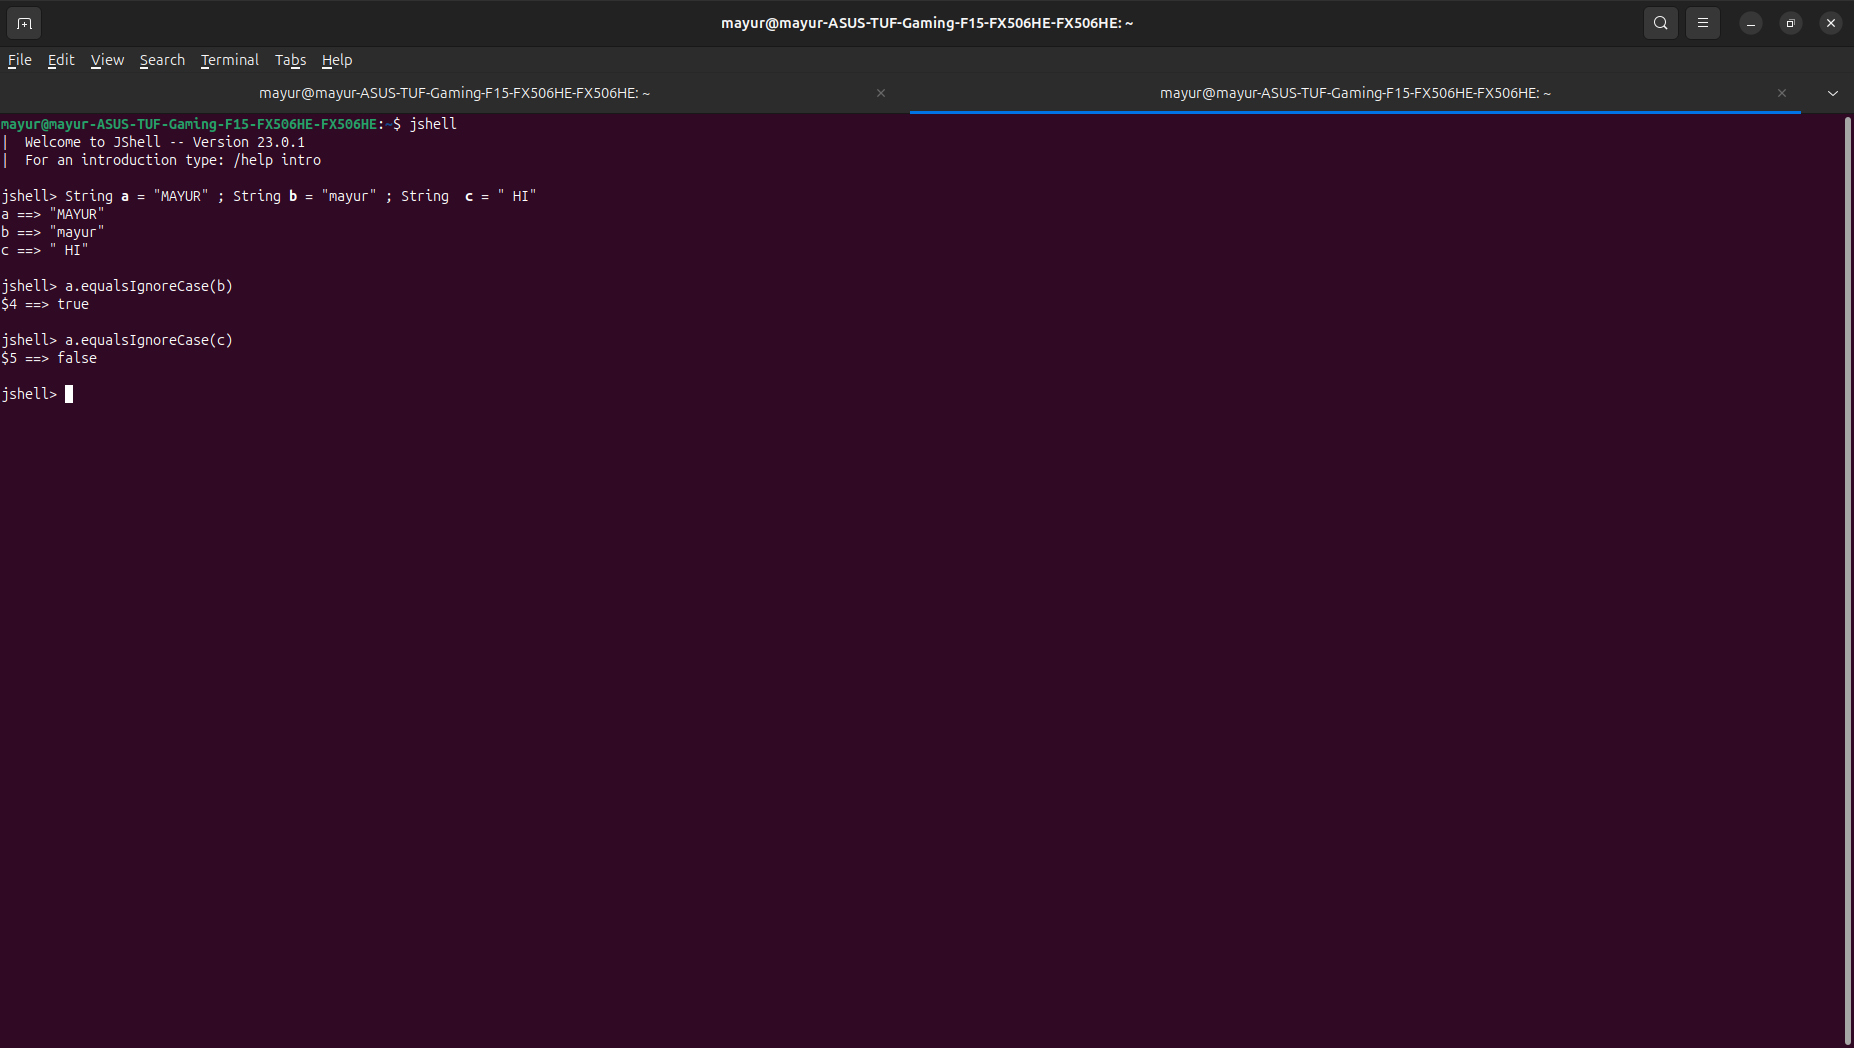 mayur@mayur-ASUS-TUF-Gaming-F15-FX506HE-FX506HE: ~
File Edit View Search Terminal Tabs Help
mayur@mayur-ASUS-TUF-Gaming-F15-FX506HE-FX506HE: ~ mayur@mayur-ASUS-TUF-Gaming-F15-FX506HE-FX506HE: ~
mayur@mayur-ASUS-TUF-Gaming-F15-FX506HE-FX506HE:~$ jshell
|  Welcome to JShell -- Version 23.0.1
|  For an introduction type: /help intro
jshell> String a = "MAYUR" ; String b = "mayur" ; String  c = " HI"
a ==> "MAYUR"
b ==> "mayur"
c ==> " HI"
jshell> a.equalsIgnoreCase(b)
$4 ==> true
jshell> a.equalsIgnoreCase(c)
$5 ==> false
jshell>